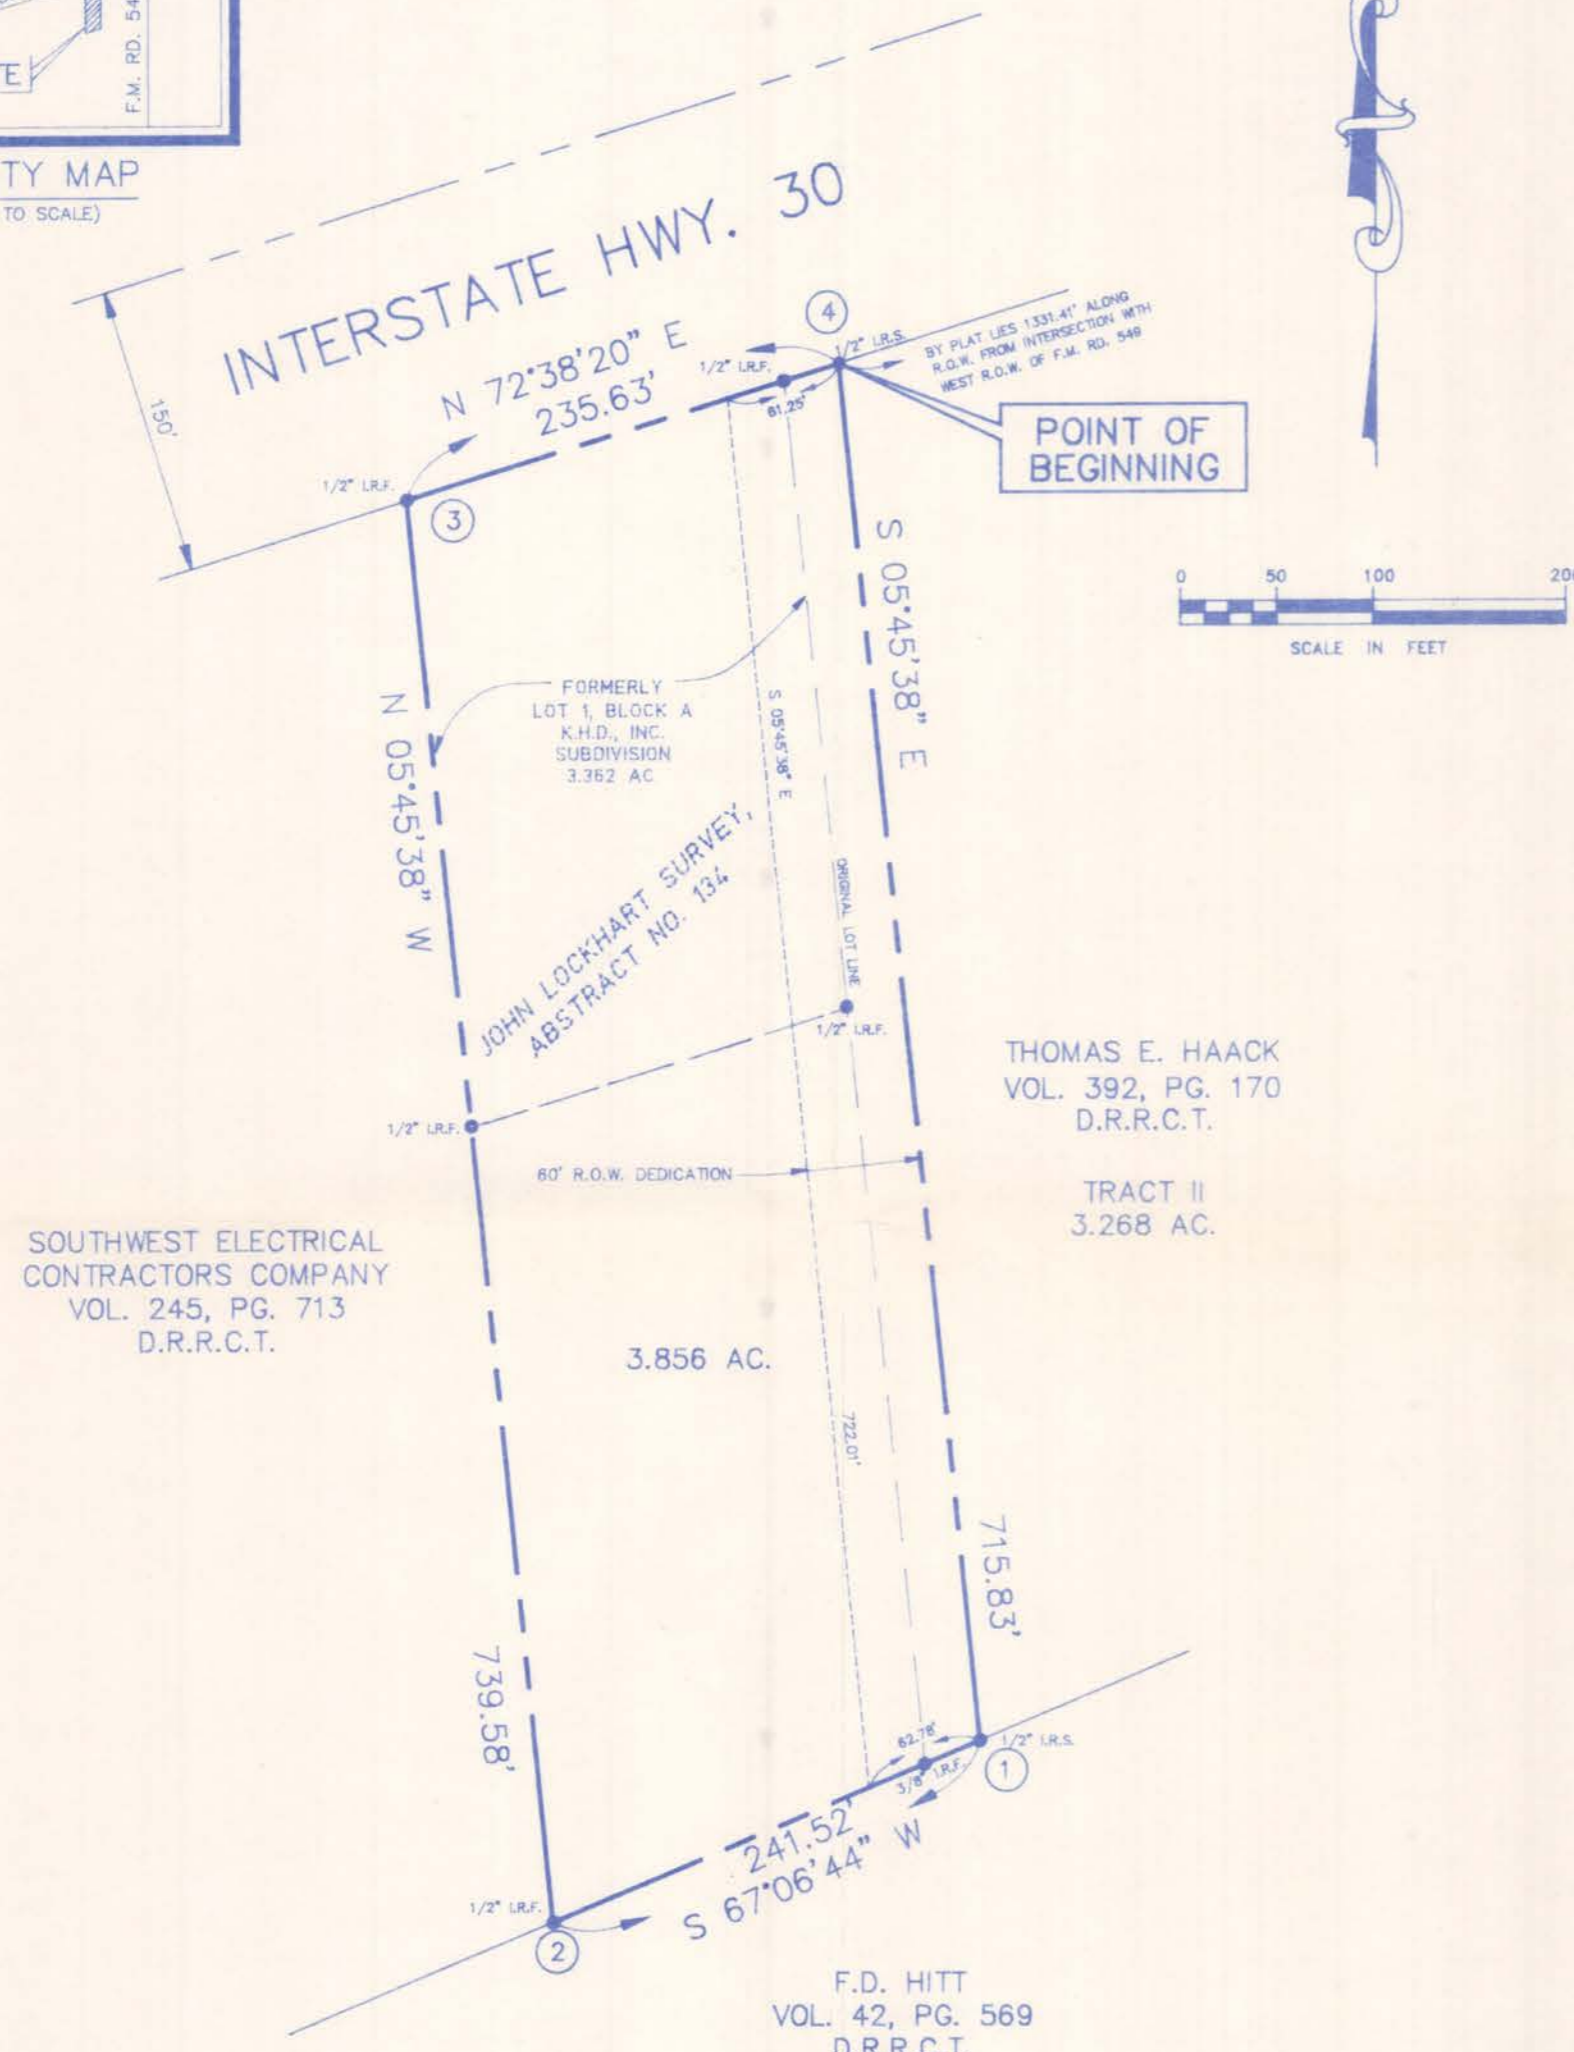 F.M. RD. 54
TE
TY MAP
TO SCALE)
INTERSTATE HWY. 30
150'
N 72°38'20" E
235.63'
4
1/2" I.R.S.
1/2" I.R.F.
61.25'
BY PLAT LIES 1331.41' ALONG
R.O.W. FROM INTERSECTION WITH
WEST R.O.W. OF F.M. RD. 549
POINT OF
BEGINNING
1/2" I.R.F.
3
0 50 100 200
SCALE IN FEET
S 05°45'38" E
N 05°45'38" W
FORMERLY
LOT 1, BLOCK A
K.H.D., INC.
SUBDIVISION
3.362 AC
S 05°45'38" E
JOHN LOCKHART SURVEY,
ABSTRACT NO. 134
ORIGINAL LOT LINE
1/2" I.R.F.
1/2" I.R.F.
60' R.O.W. DEDICATION
THOMAS E. HAACK
VOL. 392, PG. 170
D.R.R.C.T.
TRACT II
3.268 AC.
SOUTHWEST ELECTRICAL
CONTRACTORS COMPANY
VOL. 245, PG. 713
D.R.R.C.T.
3.856 AC.
722.01'
715.83'
739.58'
62.78'
1/2" I.R.S.
3/8" I.R.F.
1
241.52'
S 67°06'44" W
1/2" I.R.F.
2
F.D. HITT
VOL. 42, PG. 569
D.R.R.C.T.